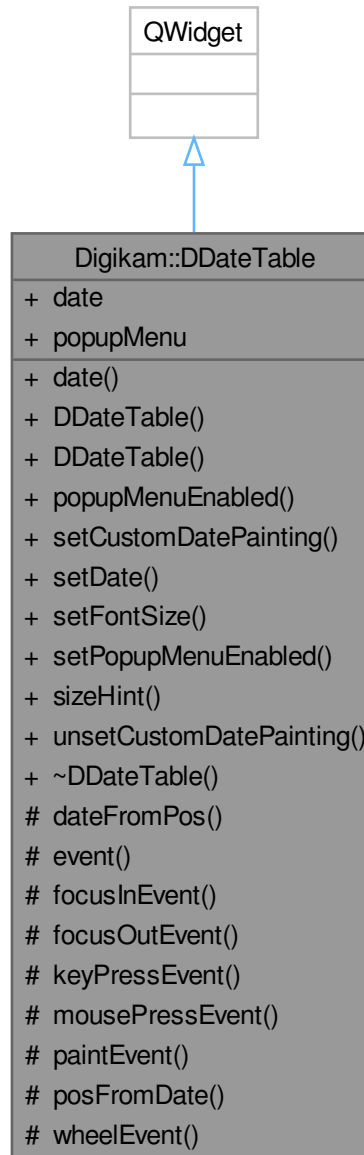 QWidget
Digikam::DDateTable
+ date
+ popupMenu
+ date()
+ DDateTable()
+ DDateTable()
+ popupMenuEnabled()
+ setCustomDatePainting()
+ setDate()
+ setFontSize()
+ setPopupMenuEnabled()
+ sizeHint()
+ unsetCustomDatePainting()
+ ~DDateTable()
# dateFromPos()
# event()
# focusInEvent()
# focusOutEvent()
# keyPressEvent()
# mousePressEvent()
# paintEvent()
# posFromDate()
# wheelEvent()